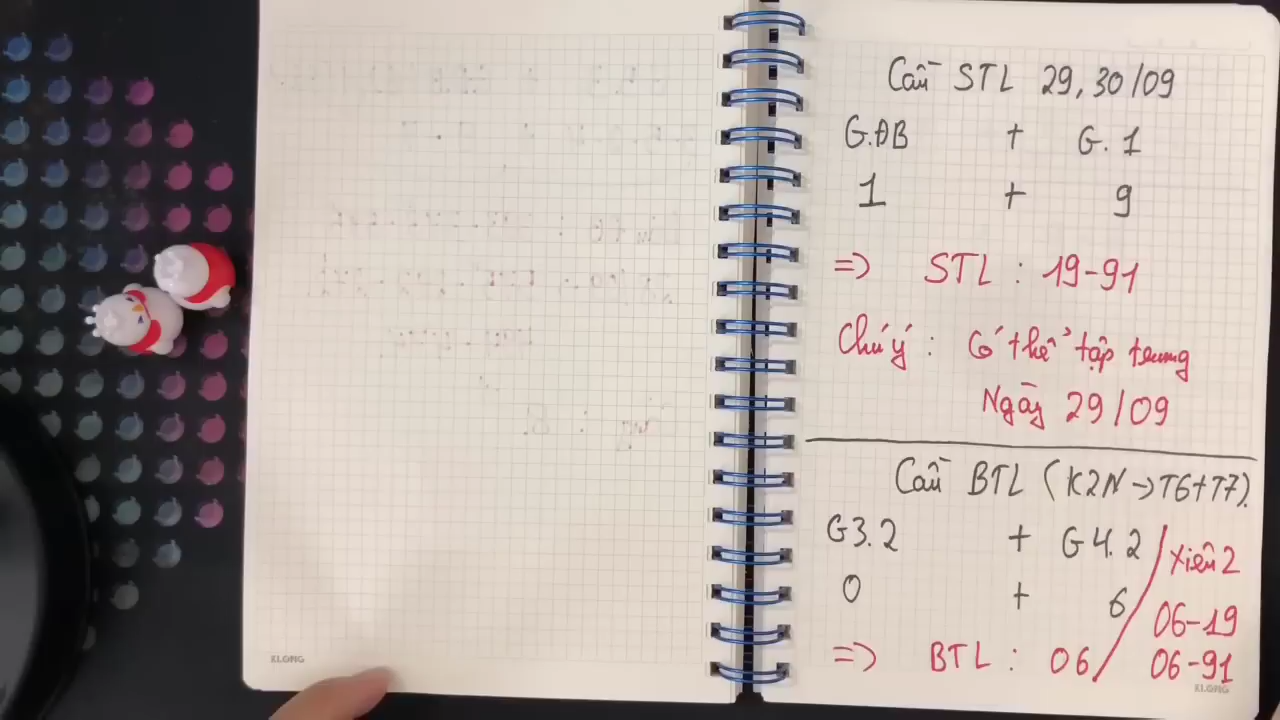 Cầu STL 29, 30/09
G.ĐB + G.1
1 + 9
=> STL : 19-91
Chú ý : Có thể tập trung
Ngày 29/09
Cầu BTL (K2N -> T6+T7).
G3.2 + G4.2
Xiên 2
0 + 6
06-19
=> BTL : 06
06-91
KLONG
KLONG